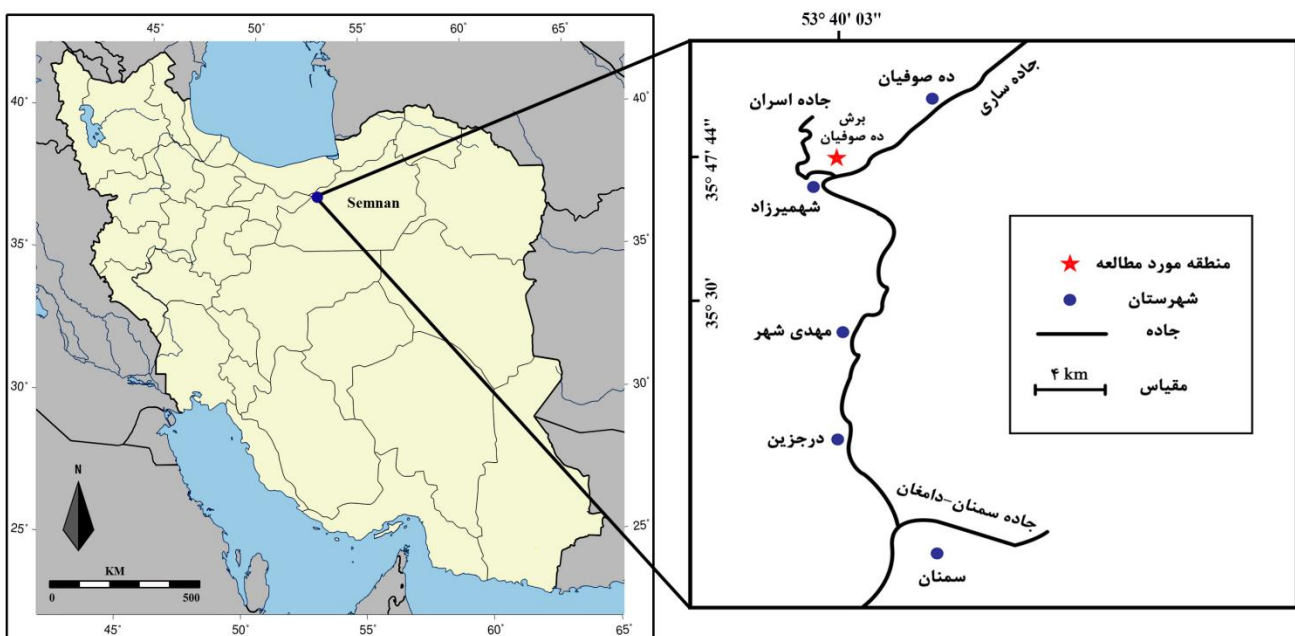 45° 50° 55° 60° 65°
40°
35°
30°
25°
40°
35°
30°
25°
45° 50° 55° 60° 65°
Semnan
N
KM
0 500
53° 40' 03"
35° 47' 44"
35° 30'
ده صوفیان
جاده ساری
جاده اسران
برش
ده صوفیان
شهمیرزاد
مهدی شهر
درجزین
جاده سمنان-دامغان
سمنان
منطقه مورد مطالعه
شهرستان
جاده
۴ km
مقیاس